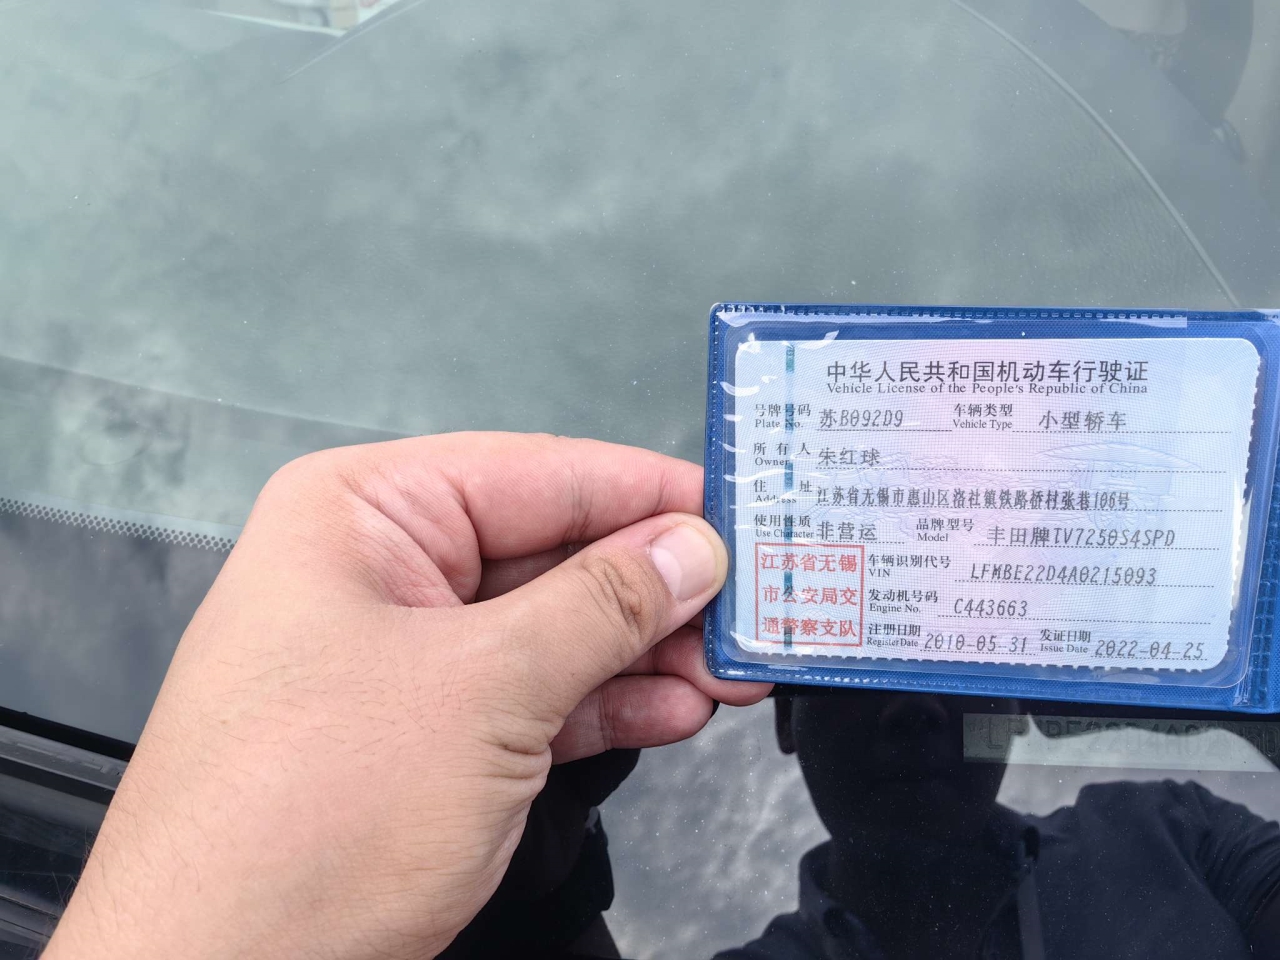 中华人民共和国机动车行驶证
Vehicle License of the People's Republic of China
号牌号码 苏B092D9 车辆类型 小型轿车
Plate No. Vehicle Type
所有人 朱红球
Owner
住址 江苏省无锡市惠山区洛社镇铁路桥村张巷106号
Address
使用性质 非营运 品牌型号 丰田牌TV7250S4SPD
Use Character Model
江苏省无锡 车辆识别代号 LFMBE22D4A0215093
VIN
市公安局交 发动机号码 C443663
Engine No.
通警察支队 注册日期 2010-05-31 发证日期 2022-04-25
Register Date Issue Date